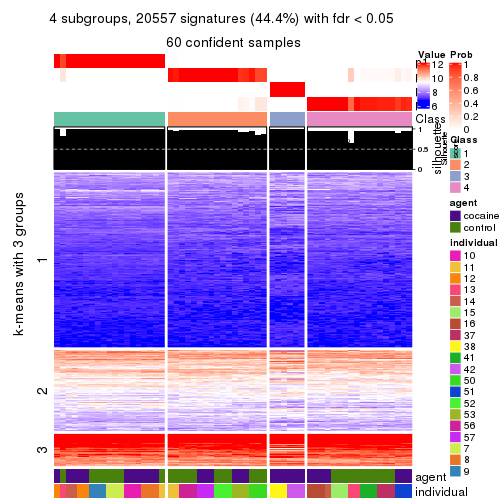 4 subgroups, 20557 signatures (44.4%) with fdr < 0.05
60 confident samples
k-means with 3 groups
1
2
3
Class
silhouette
1
0.5
0
agent
individual
Value
12
10
8
6
Prob
1
0.8
0.6
0.4
0.2
0
Class
1
2
3
4
agent
cocaine
control
individual
10
11
12
13
14
15
16
37
38
41
42
50
51
52
53
56
57
7
8
9